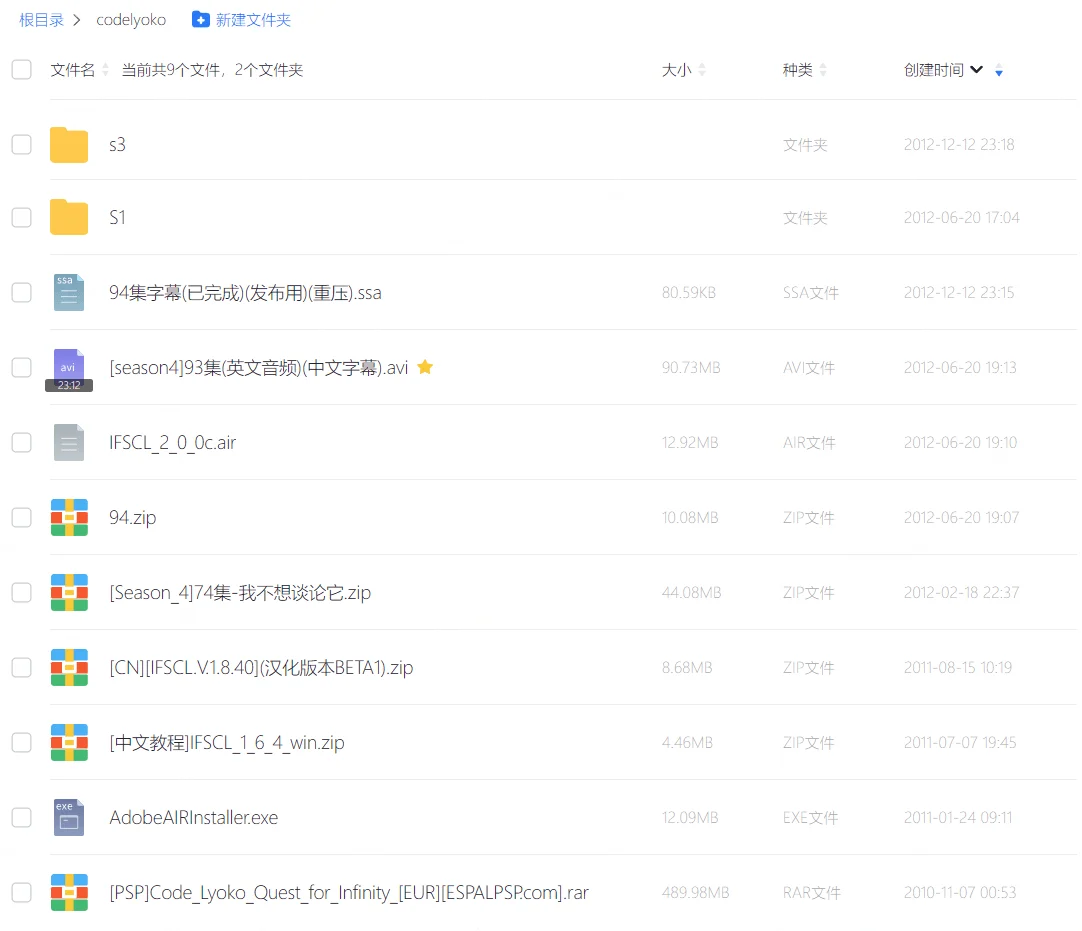 根目录 > codelyoko 新建文件夹
文件名 当前共9个文件，2个文件夹 大小 种类 创建时间
s3 文件夹 2012-12-12 23:18
S1 文件夹 2012-06-20 17:04
ssa 94集字幕(已完成)(发布用)(重压).ssa 80.59KB SSA文件 2012-12-12 23:15
avi 23:12 [season4]93集(英文音频)(中文字幕).avi 90.73MB AVI文件 2012-06-20 19:13
IFSCL_2_0_0c.air 12.92MB AIR文件 2012-06-20 19:10
94.zip 10.08MB ZIP文件 2012-06-20 19:07
[Season_4]74集-我不想谈论它.zip 44.08MB ZIP文件 2012-02-18 22:37
[CN][IFSCL.V.1.8.40](汉化版本BETA1).zip 8.68MB ZIP文件 2011-08-15 10:19
[中文教程]IFSCL_1_6_4_win.zip 4.46MB ZIP文件 2011-07-07 19:45
exe AdobeAIRInstaller.exe 12.09MB EXE文件 2011-01-24 09:11
[PSP]Code_Lyoko_Quest_for_Infinity_[EUR][ESPALPSP.com].rar 489.98MB RAR文件 2010-11-07 00:53